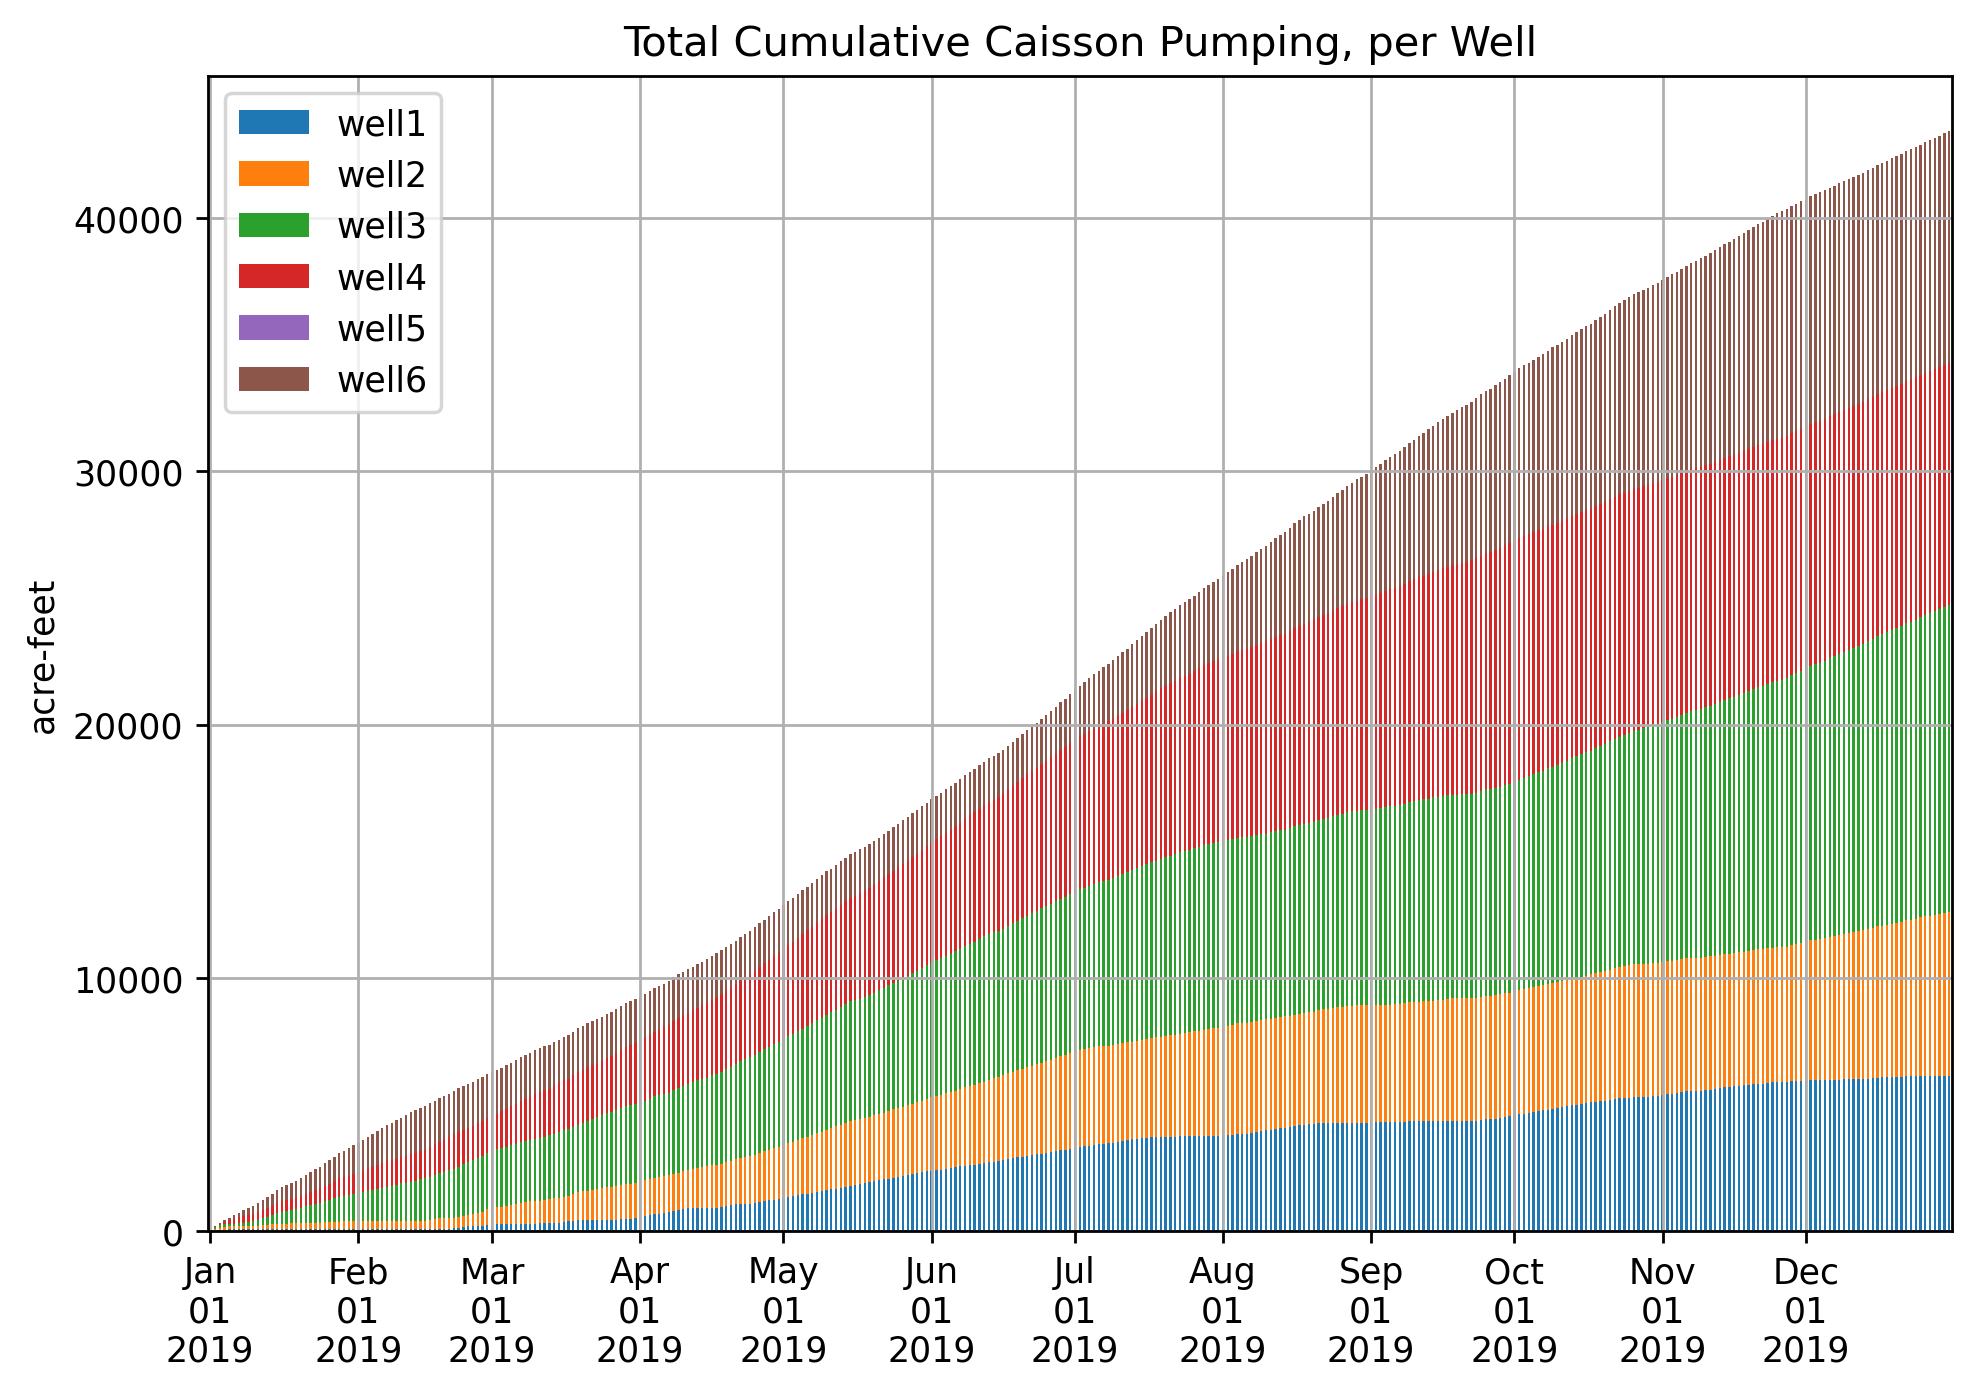 Total Cumulative Caisson Pumping, per Well
well1
well2
well3
well4
well5
well6
acre-feet
40000
30000
20000
10000
0
Jan Feb Mar Apr May Jun Jul Aug Sep Oct Nov Dec
01 01 01 01 01 01 01 01 01 01 01 01
2019 2019 2019 2019 2019 2019 2019 2019 2019 2019 2019 2019